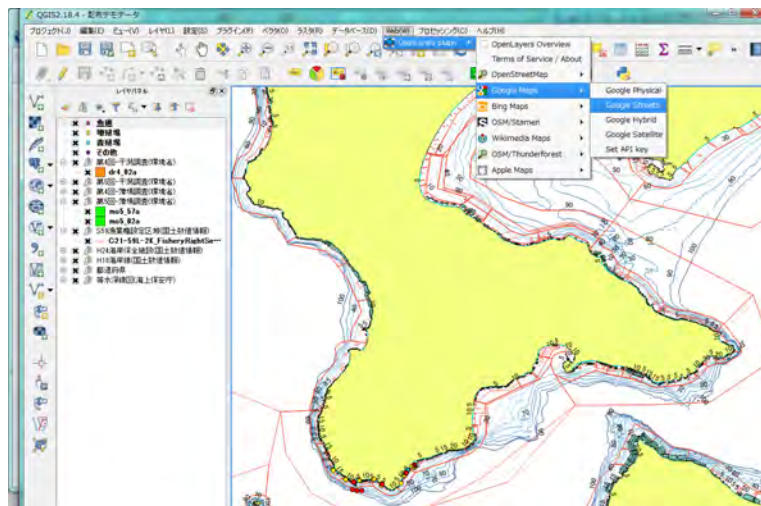 QGIS2.18.4 - 配布デモデータ
プロジェクト(J) 編集(E) ビュー(V) レイヤ(L) 設定(S) プラグイン(P) ベクタ(O) ラスタ(R) データベース(D) Web(W) プロセッシング(C) ヘルプ(H)
OpenLayers plugin
OpenLayers Overview
Terms of Service / About
OpenStreetMap
Google Maps
Bing Maps
OSM/Stamen
Wikimedia Maps
OSM/Thunderforest
Apple Maps
Google Physical
Google Streets
Google Hybrid
Google Satellite
Set API key
レイヤパネル
魚礁
増殖場
養殖場
その他
第4回-干潟調査(環境省)
dr4_02a
第5回-干潟調査(環境省)
第4回-藻場調査(環境省)
第5回-藻場調査(環境省)
mo5_57a
mo5_02a
S59漁業権設定区域(国土数値情報)
C21-59L-2K_FisheryRightSe…
H24海岸保全施設(国土数値情報)
H18海岸線(国土数値情報)
都道府県
等水深線図(海上保安庁)